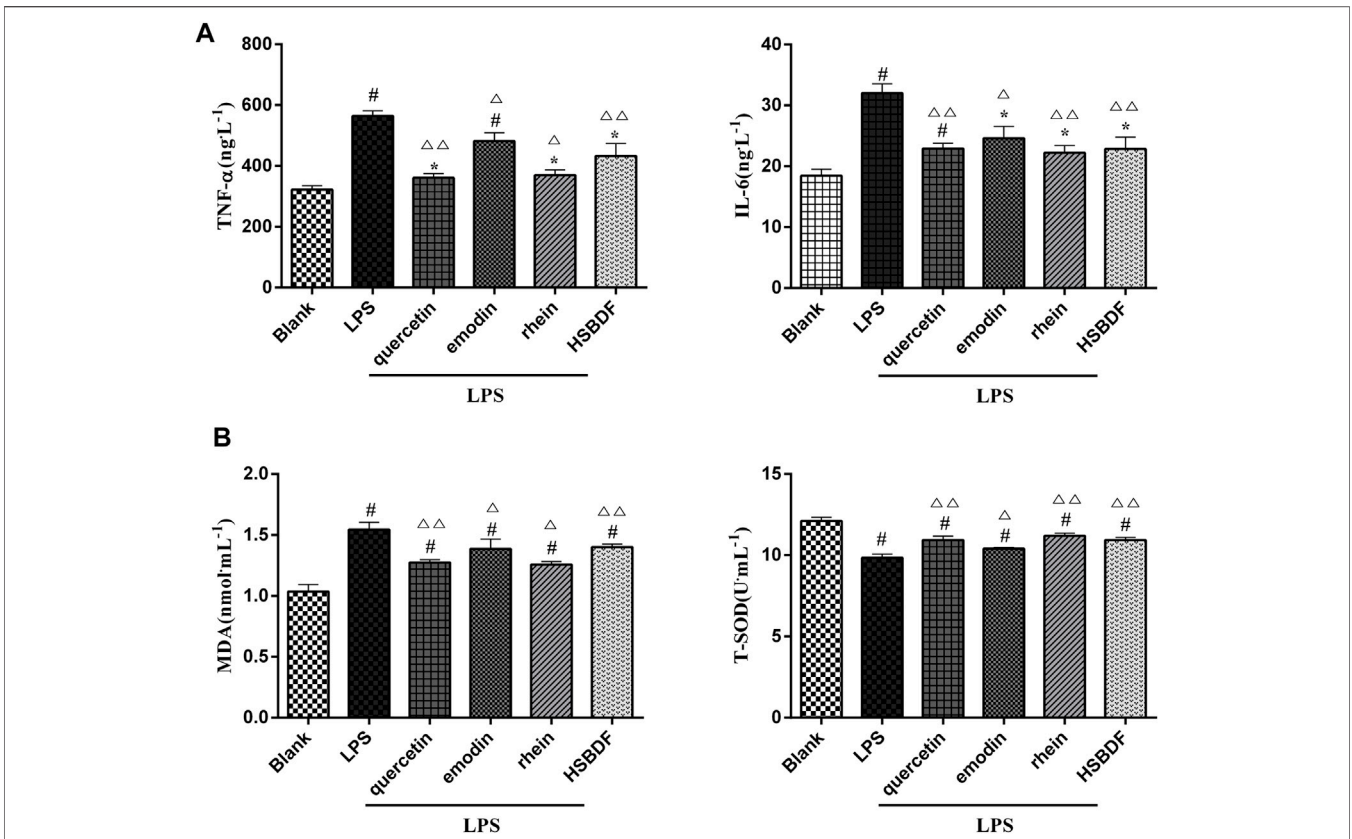 A
TNF-α(ng·L⁻¹)
800
600
400
200
0
#
△ △
*
△
#
△
*
△ △
*
Blank
LPS
quercetin
emodin
rhein
HSBDF
LPS
IL-6(ng·L⁻¹)
40
30
20
10
0
#
△ △
#
△
*
△ △
*
△ △
*
Blank
LPS
quercetin
emodin
rhein
HSBDF
LPS
B
MDA(nmol·mL⁻¹)
2.0
1.5
1.0
0.5
0.0
#
△ △
#
△
#
△
#
△ △
#
Blank
LPS
quercetin
emodin
rhein
HSBDF
LPS
T-SOD(U·mL⁻¹)
15
10
5
0
#
△ △
#
△
#
△ △
#
△ △
#
Blank
LPS
quercetin
emodin
rhein
HSBDF
LPS